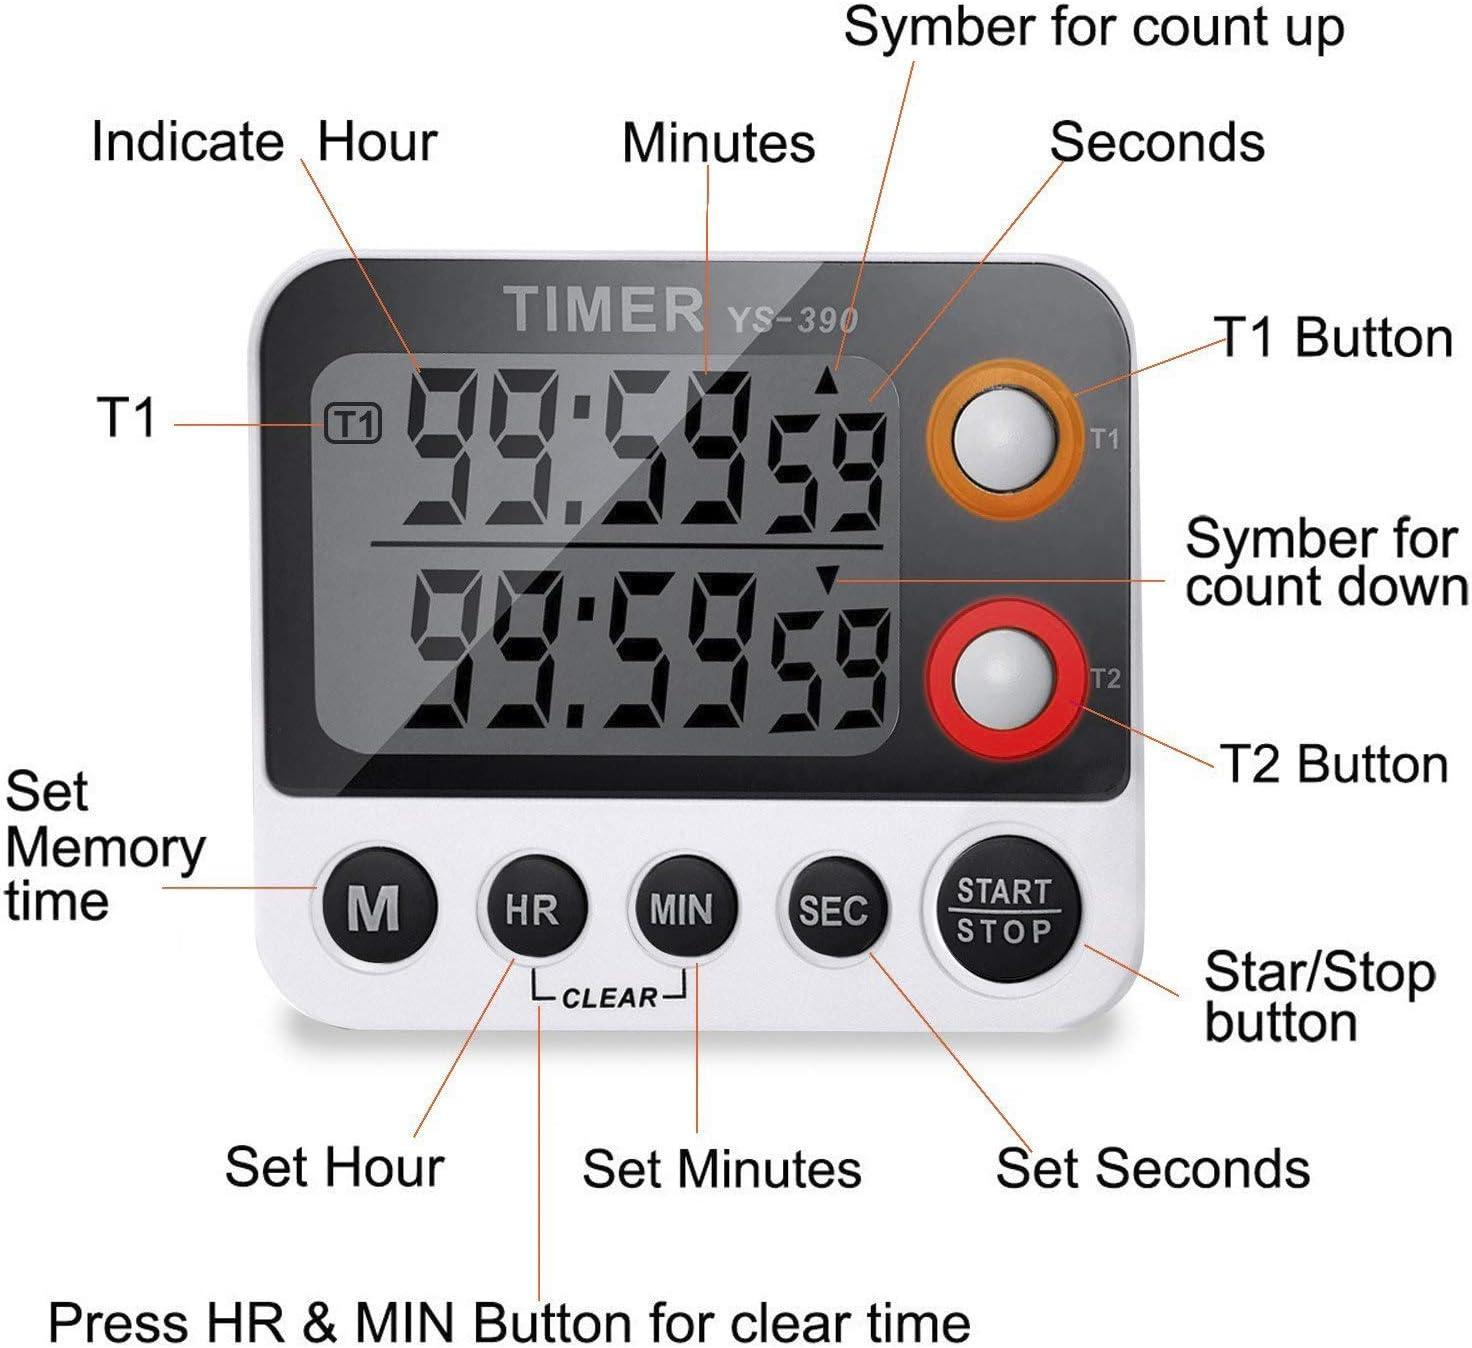 Symber for count up
Indicate Hour
Minutes
Seconds
TIMER YS-390
T1 Button
T1
T1
99:59 59
T1
Symber for
count down
99:59 59
T2
T2 Button
Set
Memory
time
M
HR
MIN
SEC
START
STOP
CLEAR
Star/Stop
button
Set Hour
Set Minutes
Set Seconds
Press HR & MIN Button for clear time